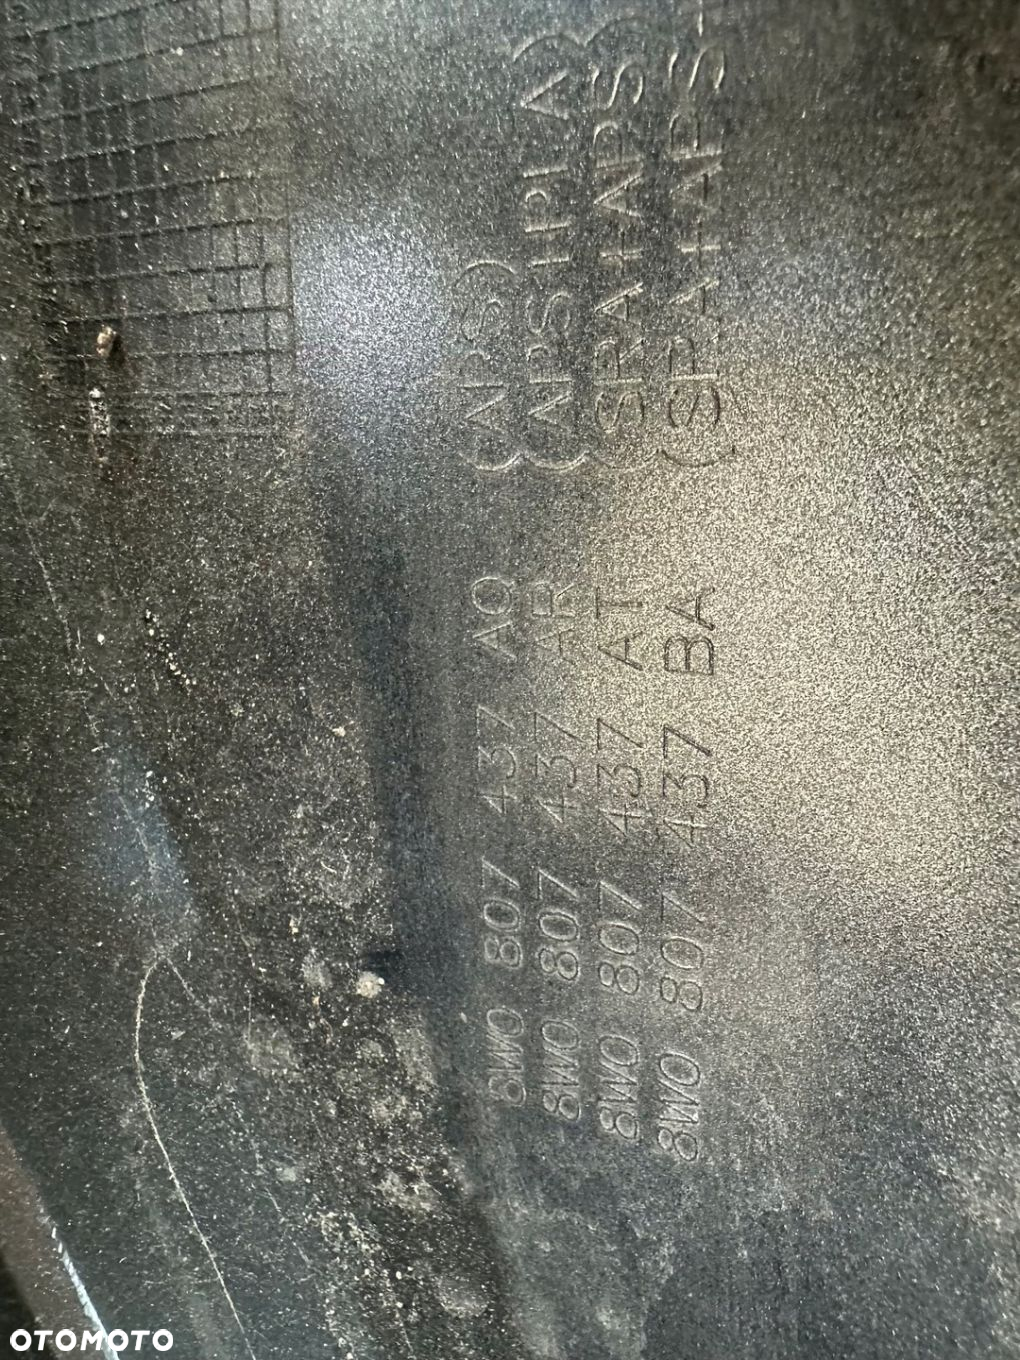 8W0 807 437 AQ (APS)
8W0 807 437 AR (APS+PLA)
8W0 807 437 AT (SRA+APS)
8W0 807 437 BA (SPA+APS-
OTOMOTO